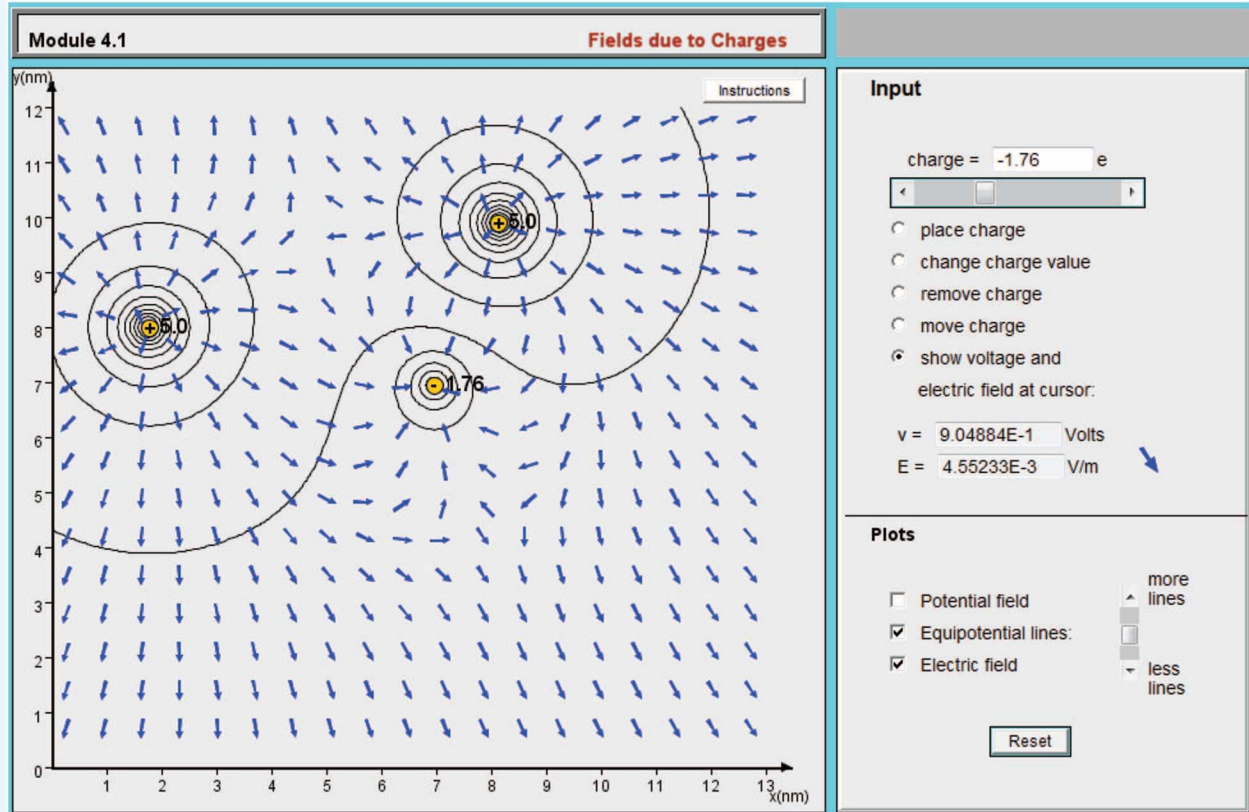 Module 4.1
Fields due to Charges
y(nm)
Instructions
12
11
10
9
8
7
6
5
4
3
2
1
0
+5.0
+5.0
-1.76
1 2 3 4 5 6 7 8 9 10 11 12 13
x(nm)
Input
charge = -1.76 e
place charge
change charge value
remove charge
move charge
show voltage and
electric field at cursor:
v = 9.04884E-1 Volts
E = 4.55233E-3 V/m
Plots
Potential field
Equipotential lines:
Electric field
more
lines
less
lines
Reset